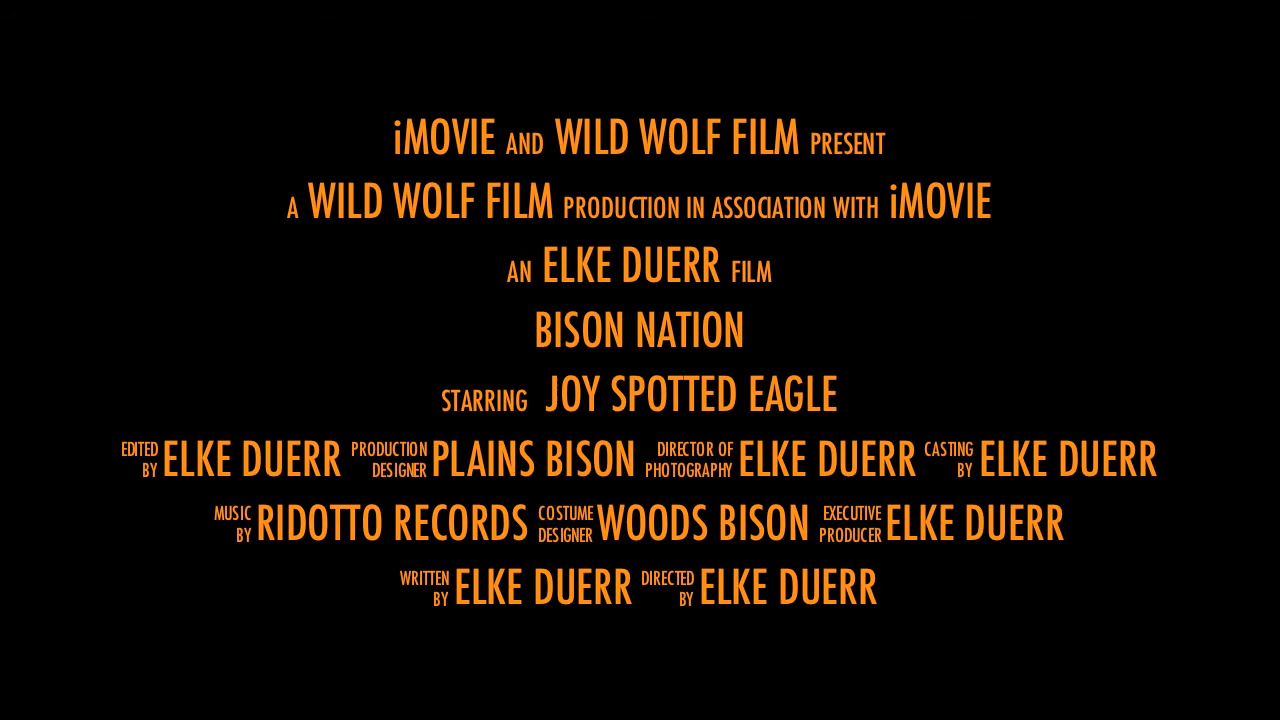 iMOVIE AND WILD WOLF FILM PRESENT
A WILD WOLF FILM PRODUCTION IN ASSOCIATION WITH iMOVIE
AN ELKE DUERR FILM
BISON NATION
STARRING JOY SPOTTED EAGLE
EDITED BY ELKE DUERR PRODUCTION DESIGNER PLAINS BISON DIRECTOR OF PHOTOGRAPHY ELKE DUERR CASTING BY ELKE DUERR
MUSIC BY RIDOTTO RECORDS COSTUME DESIGNER WOODS BISON EXECUTIVE PRODUCER ELKE DUERR
WRITTEN BY ELKE DUERR DIRECTED BY ELKE DUERR